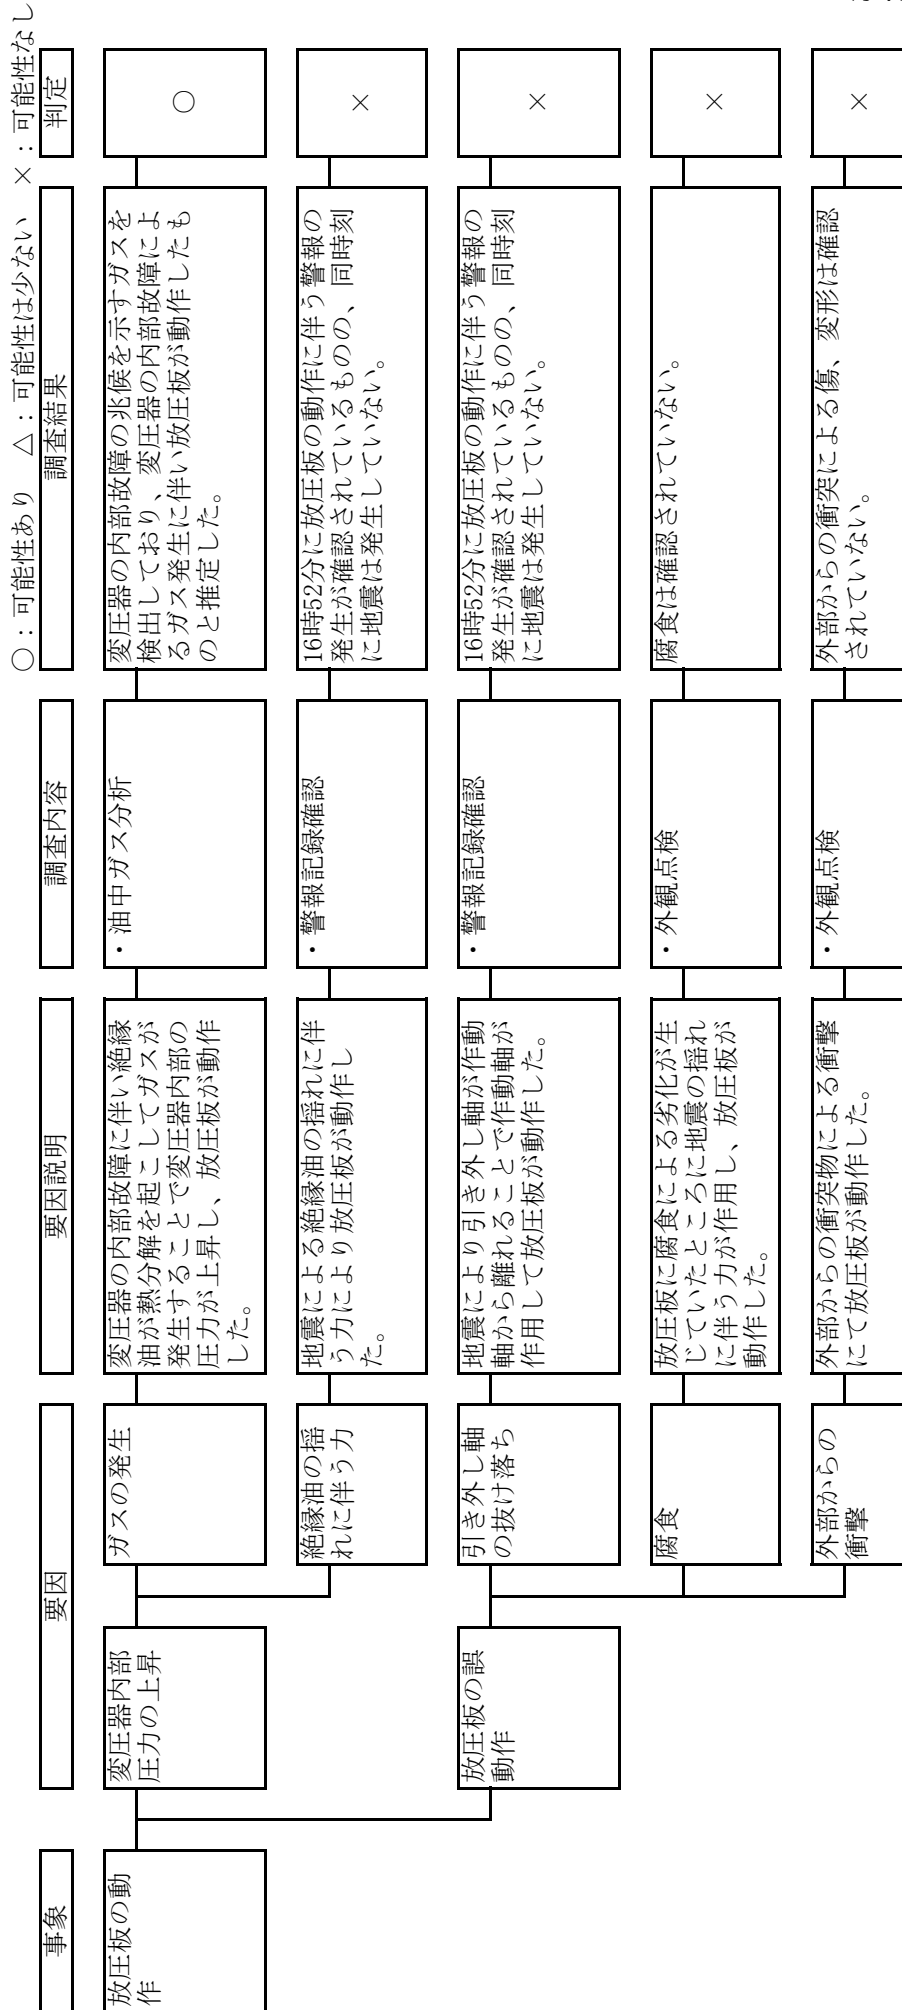 ○：可能性あり　△：可能性は少ない　×：可能性なし
事象
要因
要因説明
調査内容
調査結果
判定
放圧板の動
作
変圧器内部
圧力の上昇
ガスの発生
変圧器の内部故障に伴い絶縁
油が熱分解を起こしてガスが
発生することで変圧器内部の
圧力が上昇し、放圧板が動作
した。
・油中ガス分析
変圧器の内部故障の兆候を示すガスを
検出しており、変圧器の内部故障によ
るガス発生に伴い放圧板が動作したも
のと推定した。
○
絶縁油の揺
れに伴う力
地震による絶縁油の揺れに伴
う力により放圧板が動作し
た。
・警報記録確認
16時52分に放圧板の動作に伴う警報の
発生が確認されているものの、同時刻
に地震は発生していない。
×
放圧板の誤
動作
引き外し軸
の抜け落ち
地震により引き外し軸が作動
軸から離れることで作動軸が
作用して放圧板が動作した。
・警報記録確認
16時52分に放圧板の動作に伴う警報の
発生が確認されているものの、同時刻
に地震は発生していない。
×
腐食
放圧板に腐食による劣化が生
じていたところに地震の揺れ
に伴う力が作用し、放圧板が
動作した。
・外観点検
腐食は確認されていない。
×
外部からの
衝撃
外部からの衝突物による衝撃
にて放圧板が動作した。
・外観点検
外部からの衝突による傷、変形は確認
されていない。
×